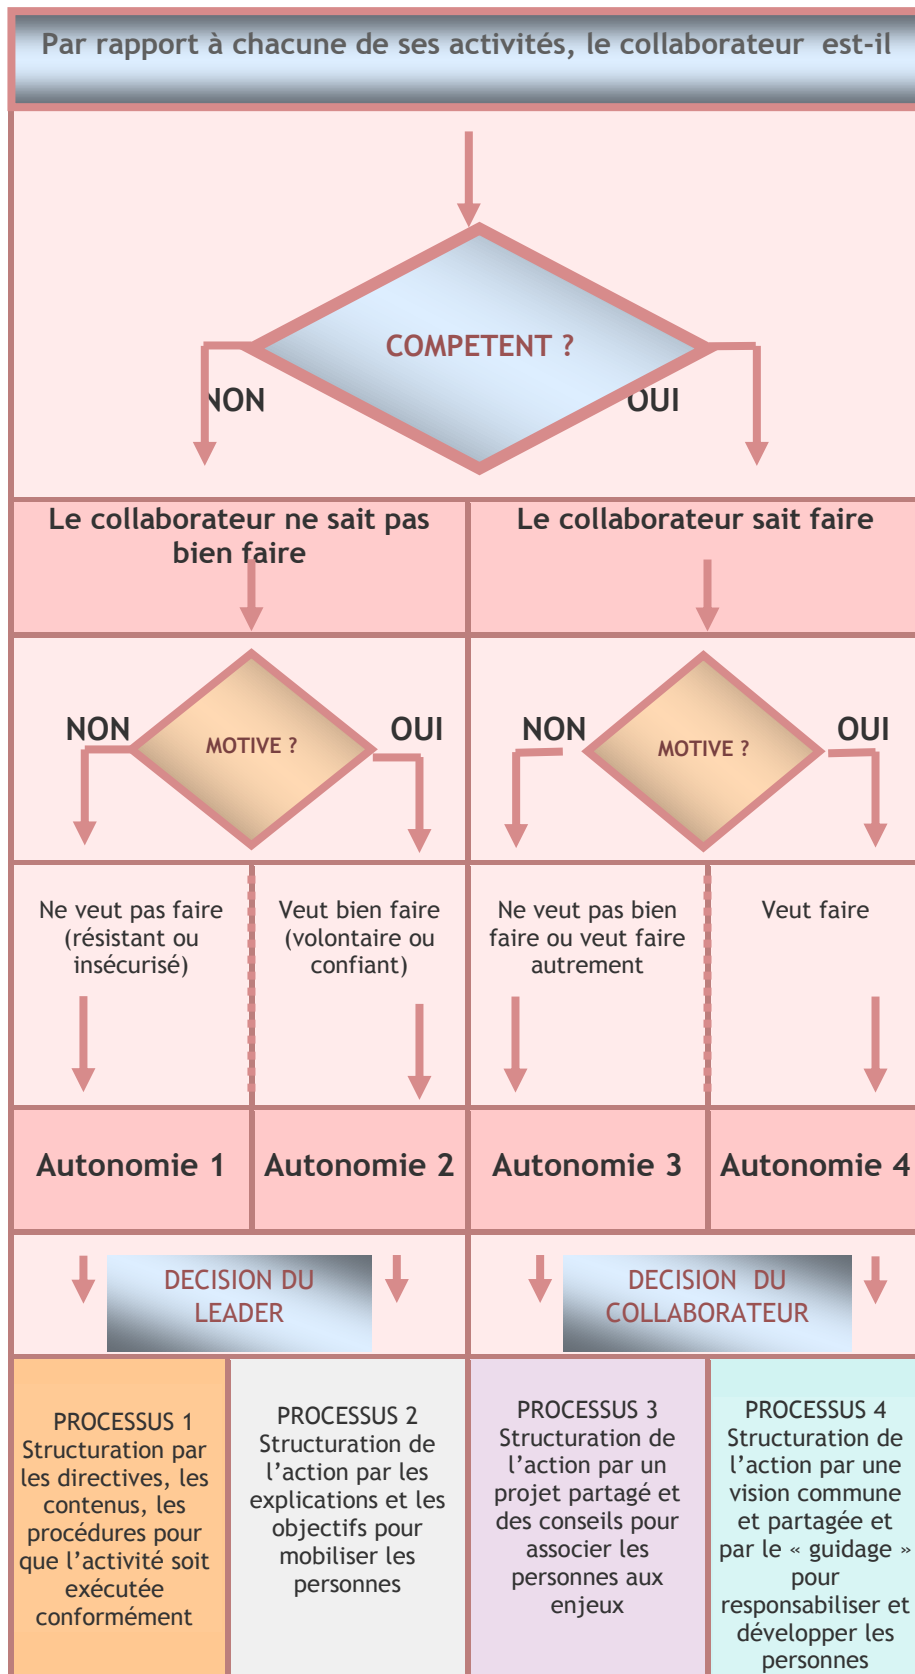 Par rapport à chacune de ses activités, le collaborateur est-il
COMPETENT ?
NON
OUI
Le collaborateur ne sait pas
bien faire
Le collaborateur sait faire
NON
MOTIVE ?
OUI
NON
MOTIVE ?
OUI
Ne veut pas faire
(résistant ou
insécurisé)
Veut bien faire
(volontaire ou
confiant)
Ne veut pas bien
faire ou veut faire
autrement
Veut faire
Autonomie 1
Autonomie 2
Autonomie 3
Autonomie 4
DECISION DU
LEADER
DECISION DU
COLLABORATEUR
PROCESSUS 1
Structuration par
les directives, les
contenus, les
procédures pour
que l’activité soit
exécutée
conformément
PROCESSUS 2
Structuration de
l’action par les
explications et les
objectifs pour
mobiliser les
personnes
PROCESSUS 3
Structuration de
l’action par un
projet partagé et
des conseils pour
associer les
personnes aux
enjeux
PROCESSUS 4
Structuration de
l’action par une
vision commune
et partagée et
par le « guidage »
pour
responsabiliser et
développer les
personnes